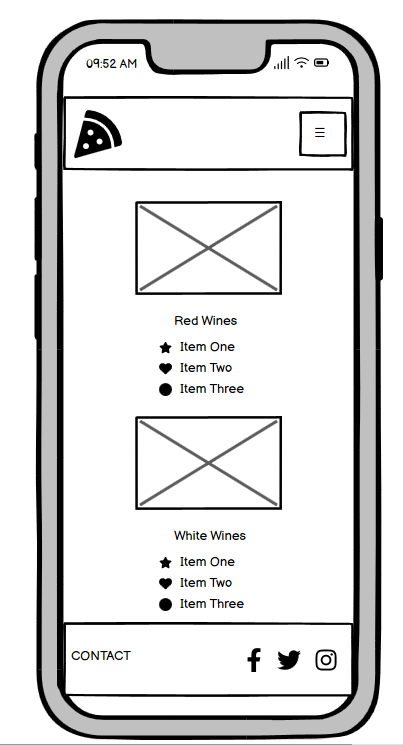 09:52 AM
Red Wines
Item One
Item Two
Item Three
White Wines
Item One
Item Two
Item Three
CONTACT